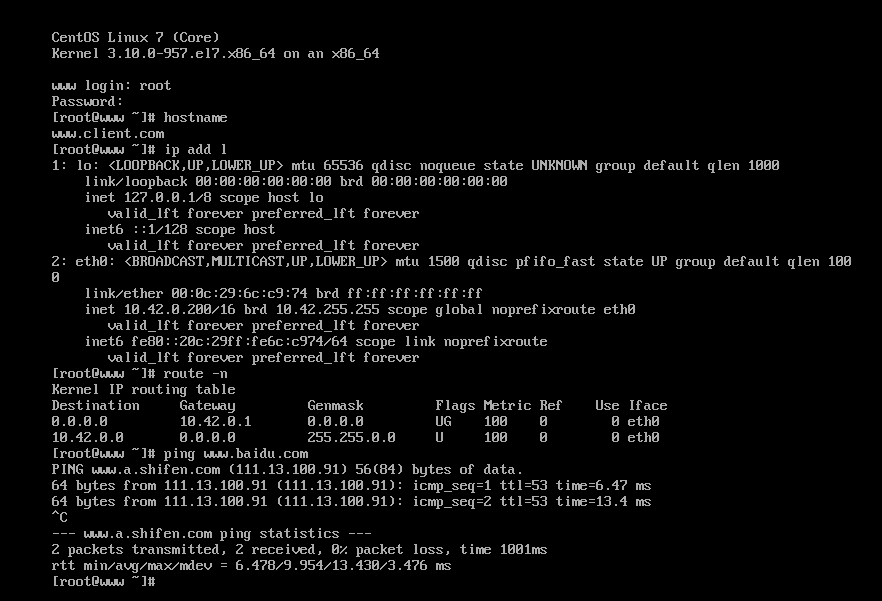 CentOS Linux 7 (Core)
Kernel 3.10.0-957.el7.x86_64 on an x86_64
www login: root
Password:
[root@www ~]# hostname
www.client.com
[root@www ~]# ip add l
1: lo: <LOOPBACK,UP,LOWER_UP> mtu 65536 qdisc noqueue state UNKNOWN group default qlen 1000
    link/loopback 00:00:00:00:00:00 brd 00:00:00:00:00:00
    inet 127.0.0.1/8 scope host lo
       valid_lft forever preferred_lft forever
    inet6 ::1/128 scope host
       valid_lft forever preferred_lft forever
2: eth0: <BROADCAST,MULTICAST,UP,LOWER_UP> mtu 1500 qdisc pfifo_fast state UP group default qlen 100
0
    link/ether 00:0c:29:6c:c9:74 brd ff:ff:ff:ff:ff:ff
    inet 10.42.0.200/16 brd 10.42.255.255 scope global noprefixroute eth0
       valid_lft forever preferred_lft forever
    inet6 fe80::20c:29ff:fe6c:c974/64 scope link noprefixroute
       valid_lft forever preferred_lft forever
[root@www ~]# route -n
Kernel IP routing table
Destination     Gateway         Genmask         Flags Metric Ref    Use Iface
0.0.0.0         10.42.0.1       0.0.0.0         UG    100    0        0 eth0
10.42.0.0       0.0.0.0         255.255.0.0     U     100    0        0 eth0
[root@www ~]# ping www.baidu.com
PING www.a.shifen.com (111.13.100.91) 56(84) bytes of data.
64 bytes from 111.13.100.91 (111.13.100.91): icmp_seq=1 ttl=53 time=6.47 ms
64 bytes from 111.13.100.91 (111.13.100.91): icmp_seq=2 ttl=53 time=13.4 ms
^C
--- www.a.shifen.com ping statistics ---
2 packets transmitted, 2 received, 0% packet loss, time 1001ms
rtt min/avg/max/mdev = 6.478/9.954/13.430/3.476 ms
[root@www ~]#